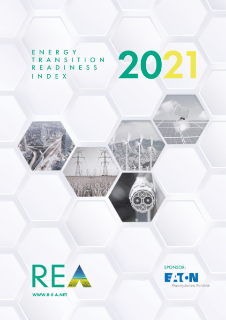 ENERGY
TRANSITION
READINESS
INDEX
2021
REA
WWW.R-E-A.NET
SPONSOR:
EATON
Powering Business Worldwide